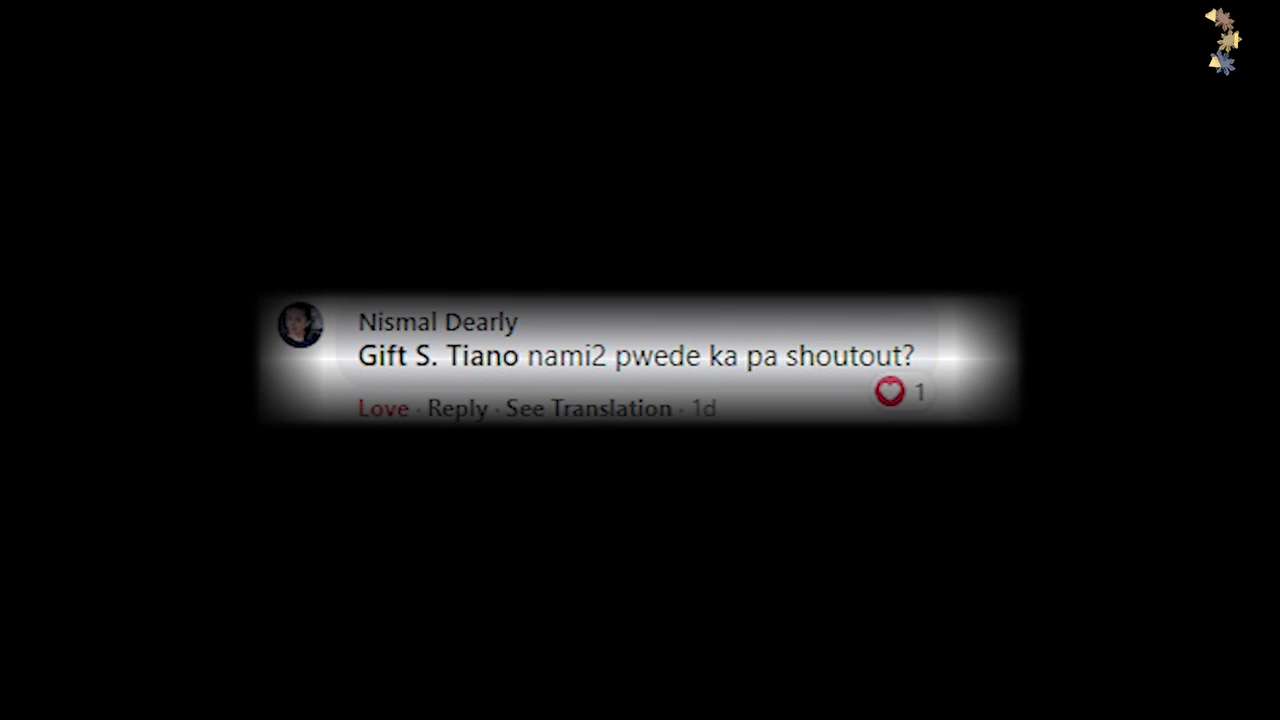 Nismal Dearly
Gift S. Tiano nami2 pwede ka pa shoutout?
1
Love · Reply · See Translation · 1d